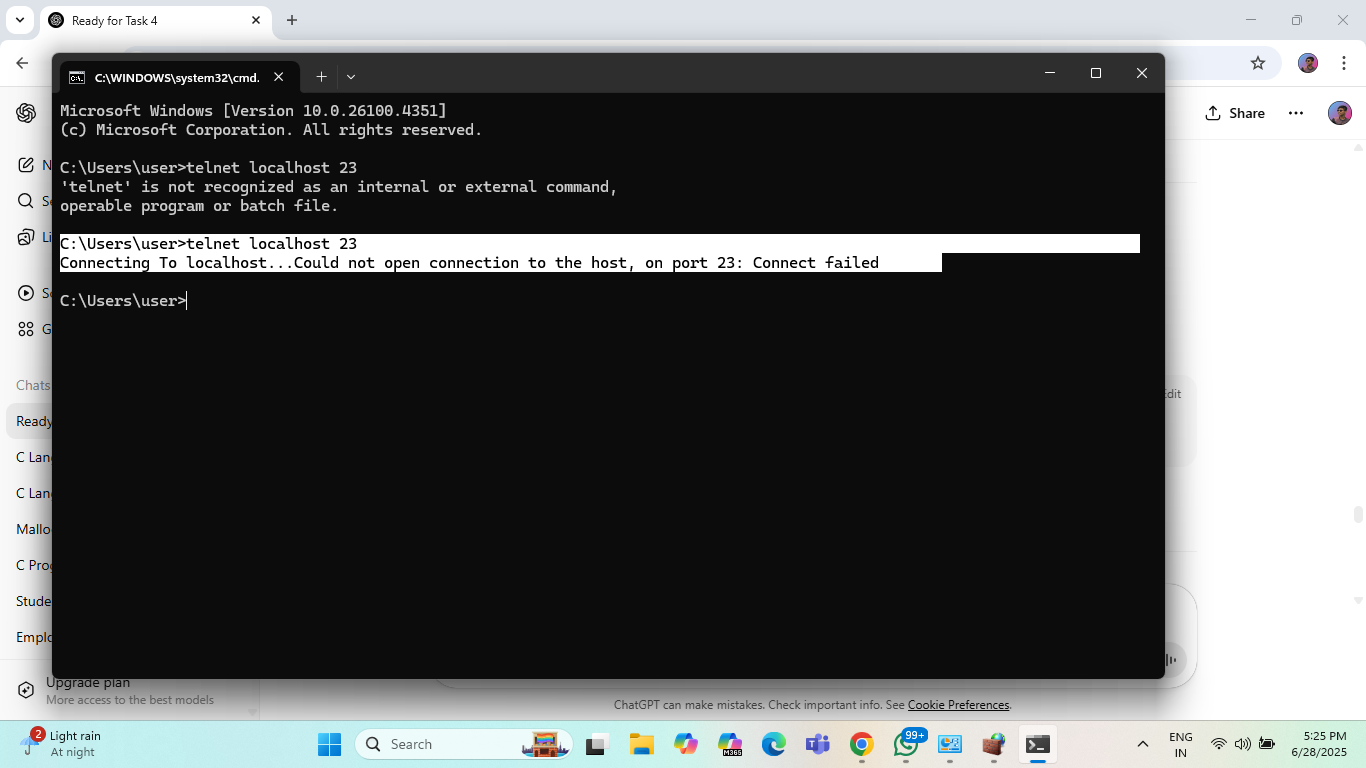 Ready for Task 4
C:\WINDOWS\system32\cmd.
Microsoft Windows [Version 10.0.26100.4351]
(c) Microsoft Corporation. All rights reserved.
C:\Users\user>telnet localhost 23
'telnet' is not recognized as an internal or external command,
operable program or batch file.
C:\Users\user>telnet localhost 23
Connecting To localhost...Could not open connection to the host, on port 23: Connect failed
C:\Users\user>
Share
Chats
Ready
C Lan
C Lan
Mallo
C Prog
Stude
Emplo
Upgrade plan
More access to the best models
ChatGPT can make mistakes. Check important info. See Cookie Preferences.
2
Light rain
At night
Search
M365
99+
ENG
IN
5:25 PM
6/28/2025